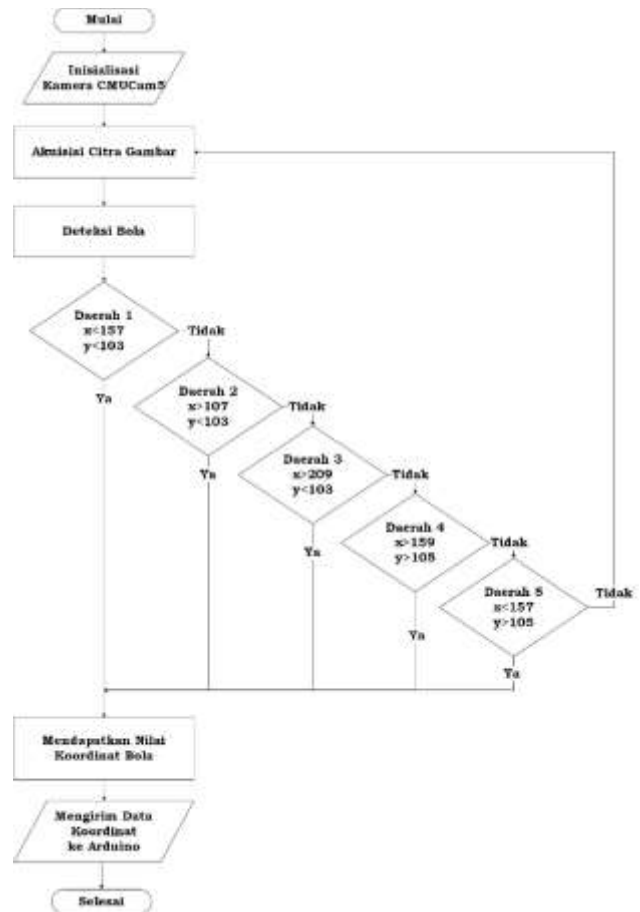 Mulai
Inisialisasi
Kamera CMUCam5
Akuisisi Citra Gambar
Deteksi Bola
Daerah 1
x<157
y<103
Tidak
Ya
Daerah 2
x>107
y<103
Tidak
Ya
Daerah 3
x>209
y<103
Tidak
Ya
Daerah 4
x>159
y>105
Tidak
Ya
Daerah 5
x<157
y>105
Tidak
Ya
Mendapatkan Nilai
Koordinat Bola
Mengirim Data
Koordinat
ke Arduino
Selesai